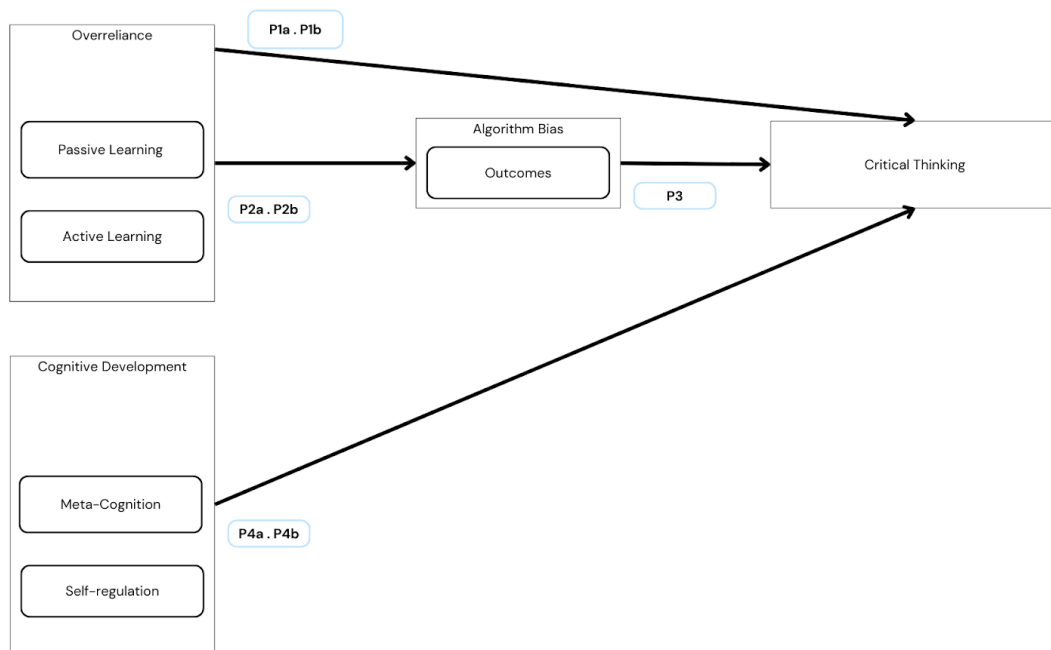 P1a . P1b
Overreliance
Passive Learning
Active Learning
P2a . P2b
Algorithm Bias
Outcomes
P3
Critical Thinking
Cognitive Development
Meta-Cognition
Self-regulation
P4a . P4b